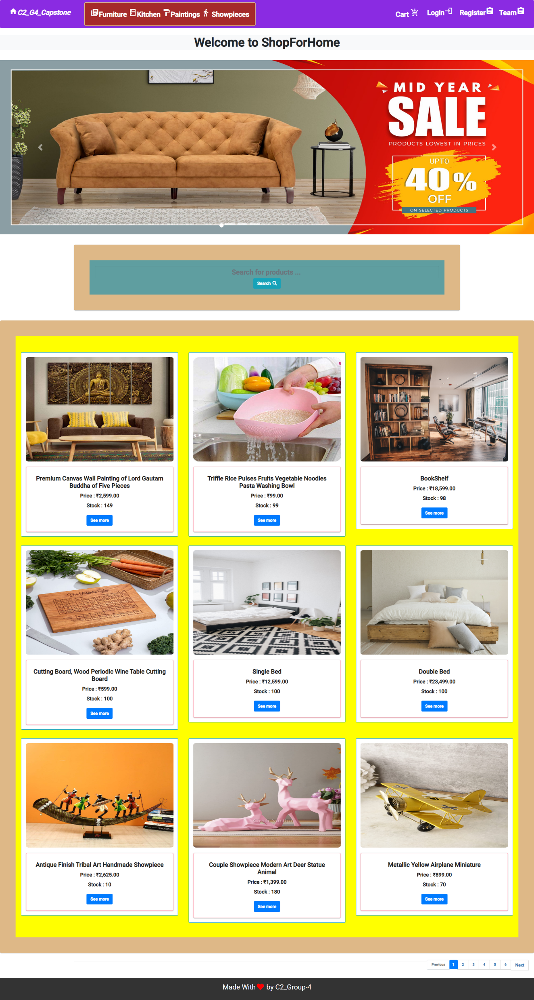 C2_G4_Capstone
Furniture Kitchen Paintings Showpieces
Cart Login Register Team
Welcome to ShopForHome
MID YEAR
SALE
PRODUCTS LOWEST IN PRICES
UPTO
40%
OFF
ON SELECTED PRODUCTS
Search for products ...
Search
Premium Canvas Wall Painting of Lord Gautam
Buddha of Five Pieces
Price : ₹2,599.00
Stock : 149
See more
Triffle Rice Pulses Fruits Vegetable Noodles
Pasta Washing Bowl
Price : ₹99.00
Stock : 99
See more
BookShelf
Price : ₹18,599.00
Stock : 98
See more
For Periodic Use
Cutting Board, Wood Periodic Wine Table Cutting
Board
Price : ₹599.00
Stock : 100
See more
Single Bed
Price : ₹12,599.00
Stock : 100
See more
Double Bed
Price : ₹23,499.00
Stock : 100
See more
Antique Finish Tribal Art Handmade Showpiece
Price : ₹2,625.00
Stock : 10
See more
Craft Vatika
Couple Showpiece Modern Art Deer Statue
Animal
Price : ₹1,399.00
Stock : 180
See more
Metallic Yellow Airplane Miniature
Price : ₹899.00
Stock : 70
See more
Previous 1 2 3 4 5 6 Next
Made With by C2_Group-4